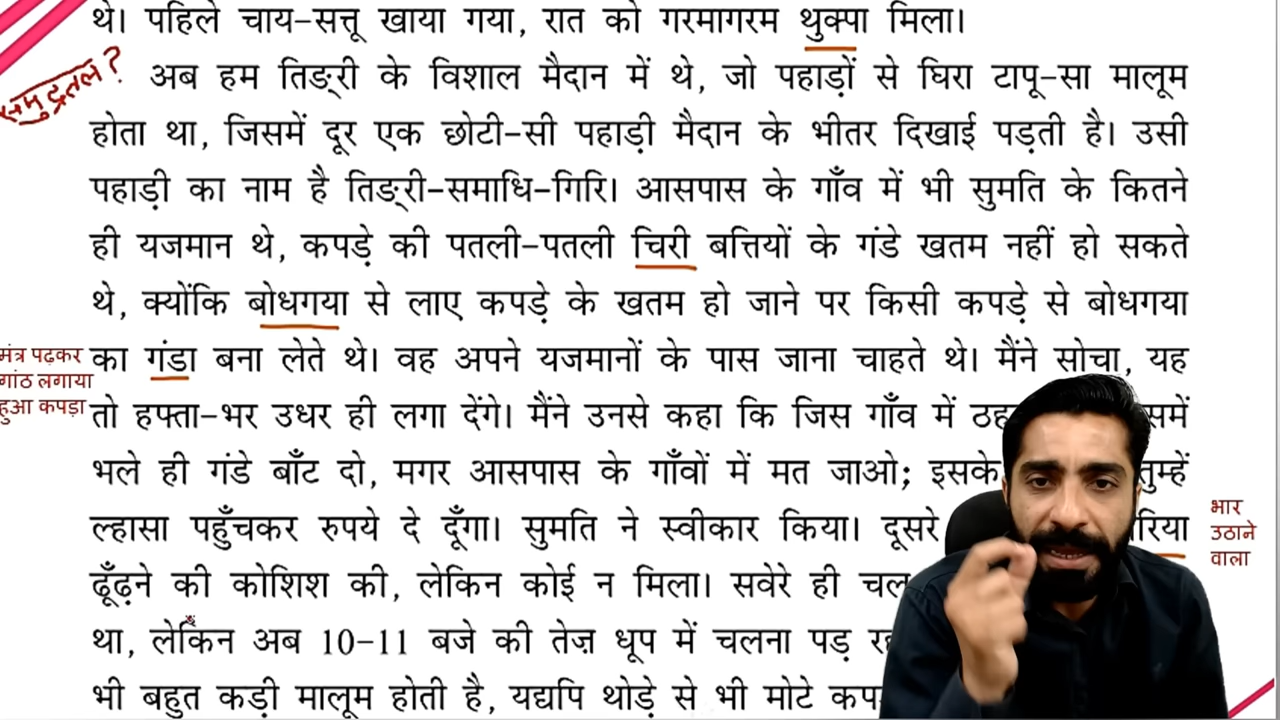 थे। पहिले चाय–सत्तू खाया गया, रात को गरमागरम थुक्पा मिला।
समुद्रतल?
अब हम तिङ्री के विशाल मैदान में थे, जो पहाड़ों से घिरा टापू–सा मालूम
होता था, जिसमें दूर एक छोटी–सी पहाड़ी मैदान के भीतर दिखाई पड़ती है। उसी
पहाड़ी का नाम है तिङ्री–समाधि–गिरि। आसपास के गाँव में भी सुमति के कितने
ही यजमान थे, कपड़े की पतली–पतली चिरी बत्तियों के गंडे खतम नहीं हो सकते
थे, क्योंकि बोधगया से लाए कपड़े के खतम हो जाने पर किसी कपड़े से बोधगया
का गंडा बना लेते थे। वह अपने यजमानों के पास जाना चाहते थे। मैंने सोचा, यह
मंत्र पढ़कर
गांठ लगाया
हुआ कपड़ा
तो हफ्ता–भर उधर ही लगा देंगे। मैंने उनसे कहा कि जिस गाँव में
भले ही गंडे बाँट दो, मगर आसपास के गाँवों में मत जाओ; इसके तुम्हें
ल्हासा पहुँचकर रुपये दे दूँगा। सुमति ने स्वीकार किया। दूसरे
भार
उठाने
वाला
ढूँढ़ने की कोशिश की, लेकिन कोई न मिला। सवेरे ही
था, लेकिन अब 10–11 बजे की तेज़ धूप में चलना पड़
भी बहुत कड़ी मालूम होती है, यद्यपि थोड़े से भी मोटे